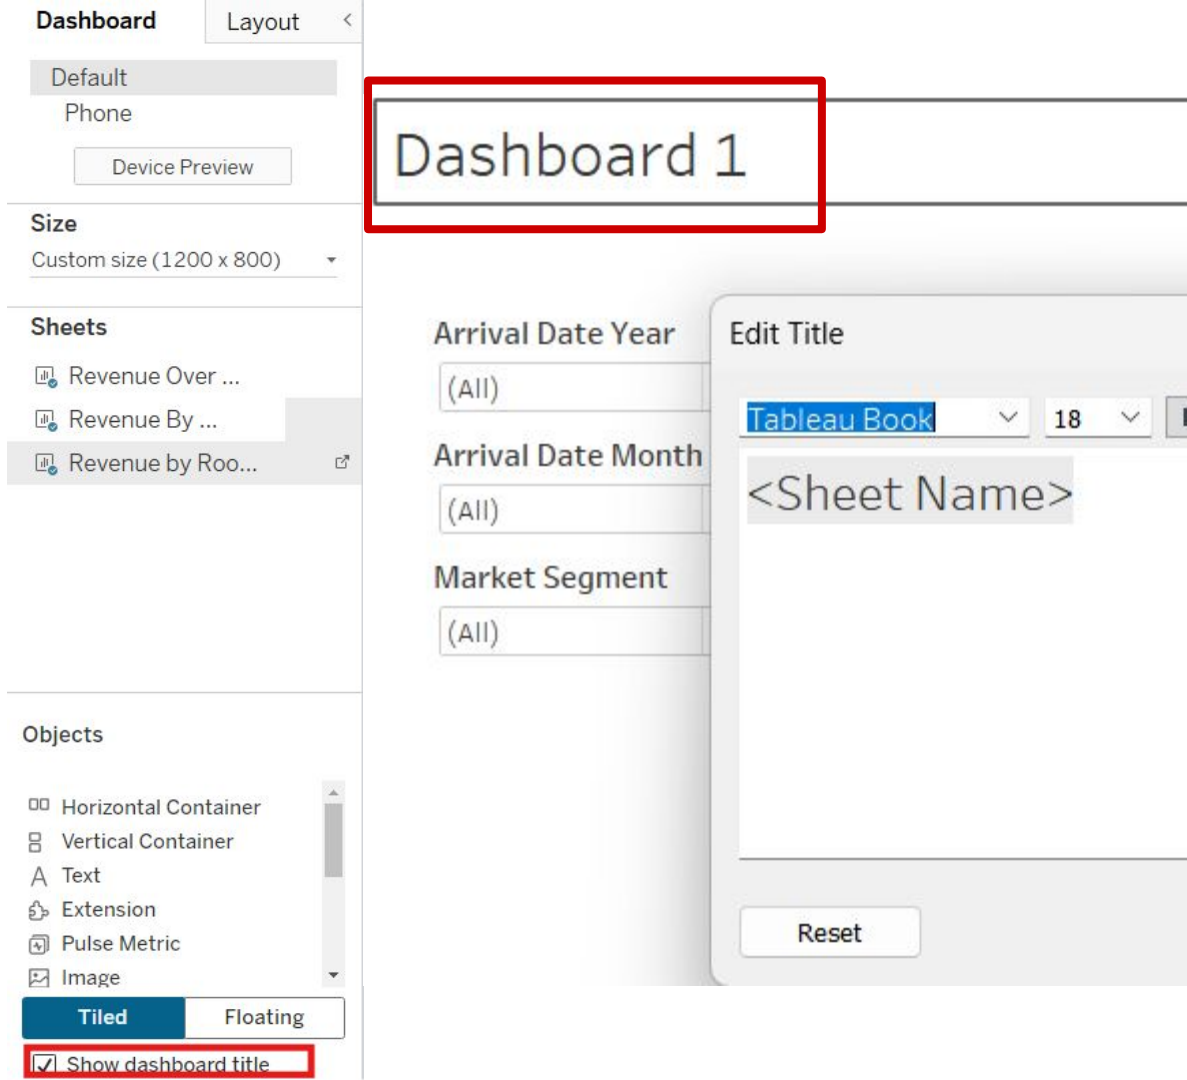 Dashboard
Layout
Default
Phone
Device Preview
Size
Custom size (1200 x 800)
Sheets
Revenue Over ...
Revenue By ...
Revenue by Roo...
Objects
Horizontal Container
Vertical Container
A Text
Extension
Pulse Metric
Image
Tiled
Floating
Show dashboard title
Dashboard 1
Arrival Date Year
(All)
Arrival Date Month
(All)
Market Segment
(All)
Edit Title
Tableau Book
18
<Sheet Name>
Reset